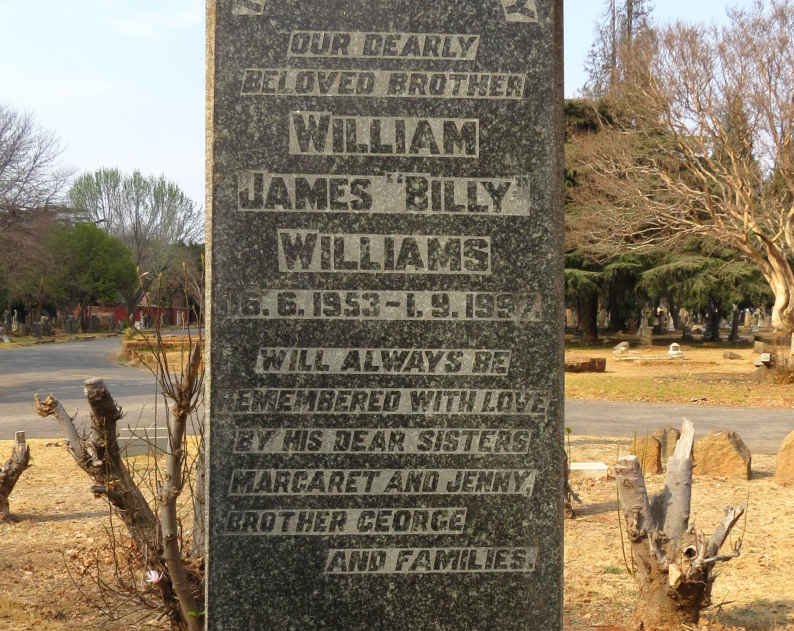 OUR DEARLY
BELOVED BROTHER
WILLIAM
JAMES "BILLY"
WILLIAMS
16. 6. 1953 - 1. 9. 1997.
WILL ALWAYS BE
REMEMBERED WITH LOVE
BY HIS DEAR SISTERS
MARGARET AND JENNY,
BROTHER GEORGE
AND FAMILIES.